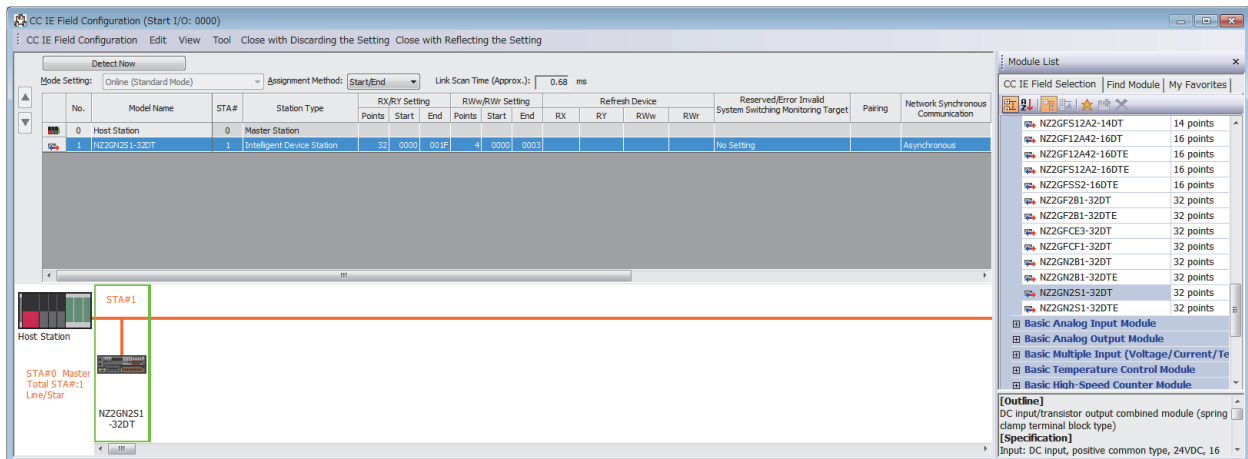 CC IE Field Configuration (Start I/O: 0000)
CC IE Field Configuration Edit View Tool Close with Discarding the Setting Close with Reflecting the Setting
Detect Now
Mode Setting: Online (Standard Mode) Assignment Method: Start/End Link Scan Time (Approx.): 0.68 ms
No. Model Name STA# Station Type RX/RY Setting RWw/RWr Setting Refresh Device Reserved/Error Invalid System Switching Monitoring Target Pairing Network Synchronous Communication
Points Start End Points Start End RX RY RWw RWr
0 Host Station 0 Master Station
1 NZ2GN2S1-32DT 1 Intelligent Device Station 32 0000 001F 4 0000 0003 No Setting Asynchronous
STA#1
Host Station
STA#0 Master
Total STA#:1
Line/Star
NZ2GN2S1
-32DT
Module List
CC IE Field Selection Find Module My Favorites
NZ2GFS12A2-14DT 14 points
NZ2GF12A42-16DT 16 points
NZ2GF12A42-16DTE 16 points
NZ2GFS12A2-16DTE 16 points
NZ2GFSS2-16DTE 16 points
NZ2GF2B1-32DT 32 points
NZ2GF2B1-32DTE 32 points
NZ2GFCE3-32DT 32 points
NZ2GFCF1-32DT 32 points
NZ2GN2B1-32DT 32 points
NZ2GN2B1-32DTE 32 points
NZ2GN2S1-32DT 32 points
NZ2GN2S1-32DTE 32 points
Basic Analog Input Module
Basic Analog Output Module
Basic Multiple Input (Voltage/Current/Te
Basic Temperature Control Module
Basic High-Speed Counter Module
[Outline]
DC input/transistor output combined module (spring
clamp terminal block type)
[Specification]
Input: DC input, positive common type, 24VDC, 16